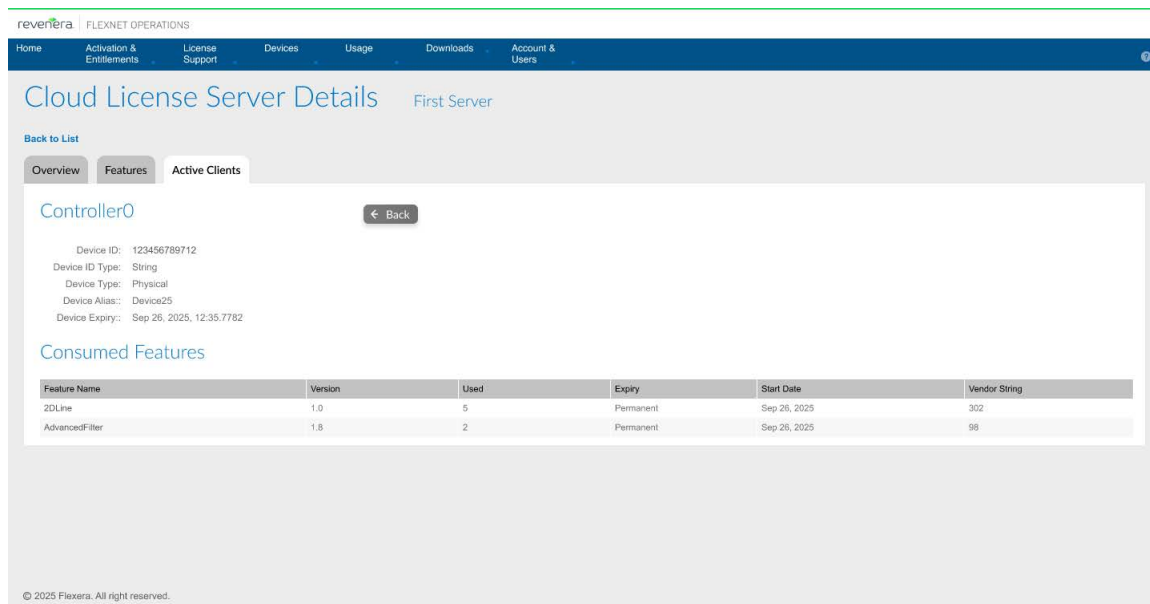 revenera FLEXNET OPERATIONS
Home Activation & Entitlements License Support Devices Usage Downloads Account & Users ?
Cloud License Server Details First Server
Back to List
Overview Features Active Clients
Controller0 ← Back
Device ID: 123456789712
Device ID Type: String
Device Type: Physical
Device Alias:: Device25
Device Expiry:: Sep 26, 2025, 12:35.7782
Consumed Features
Feature Name Version Used Expiry Start Date Vendor String
2DLine 1.0 5 Permanent Sep 26, 2025 302
AdvancedFilter 1.8 2 Permanent Sep 26, 2025 98
© 2025 Flexera. All right reserved.